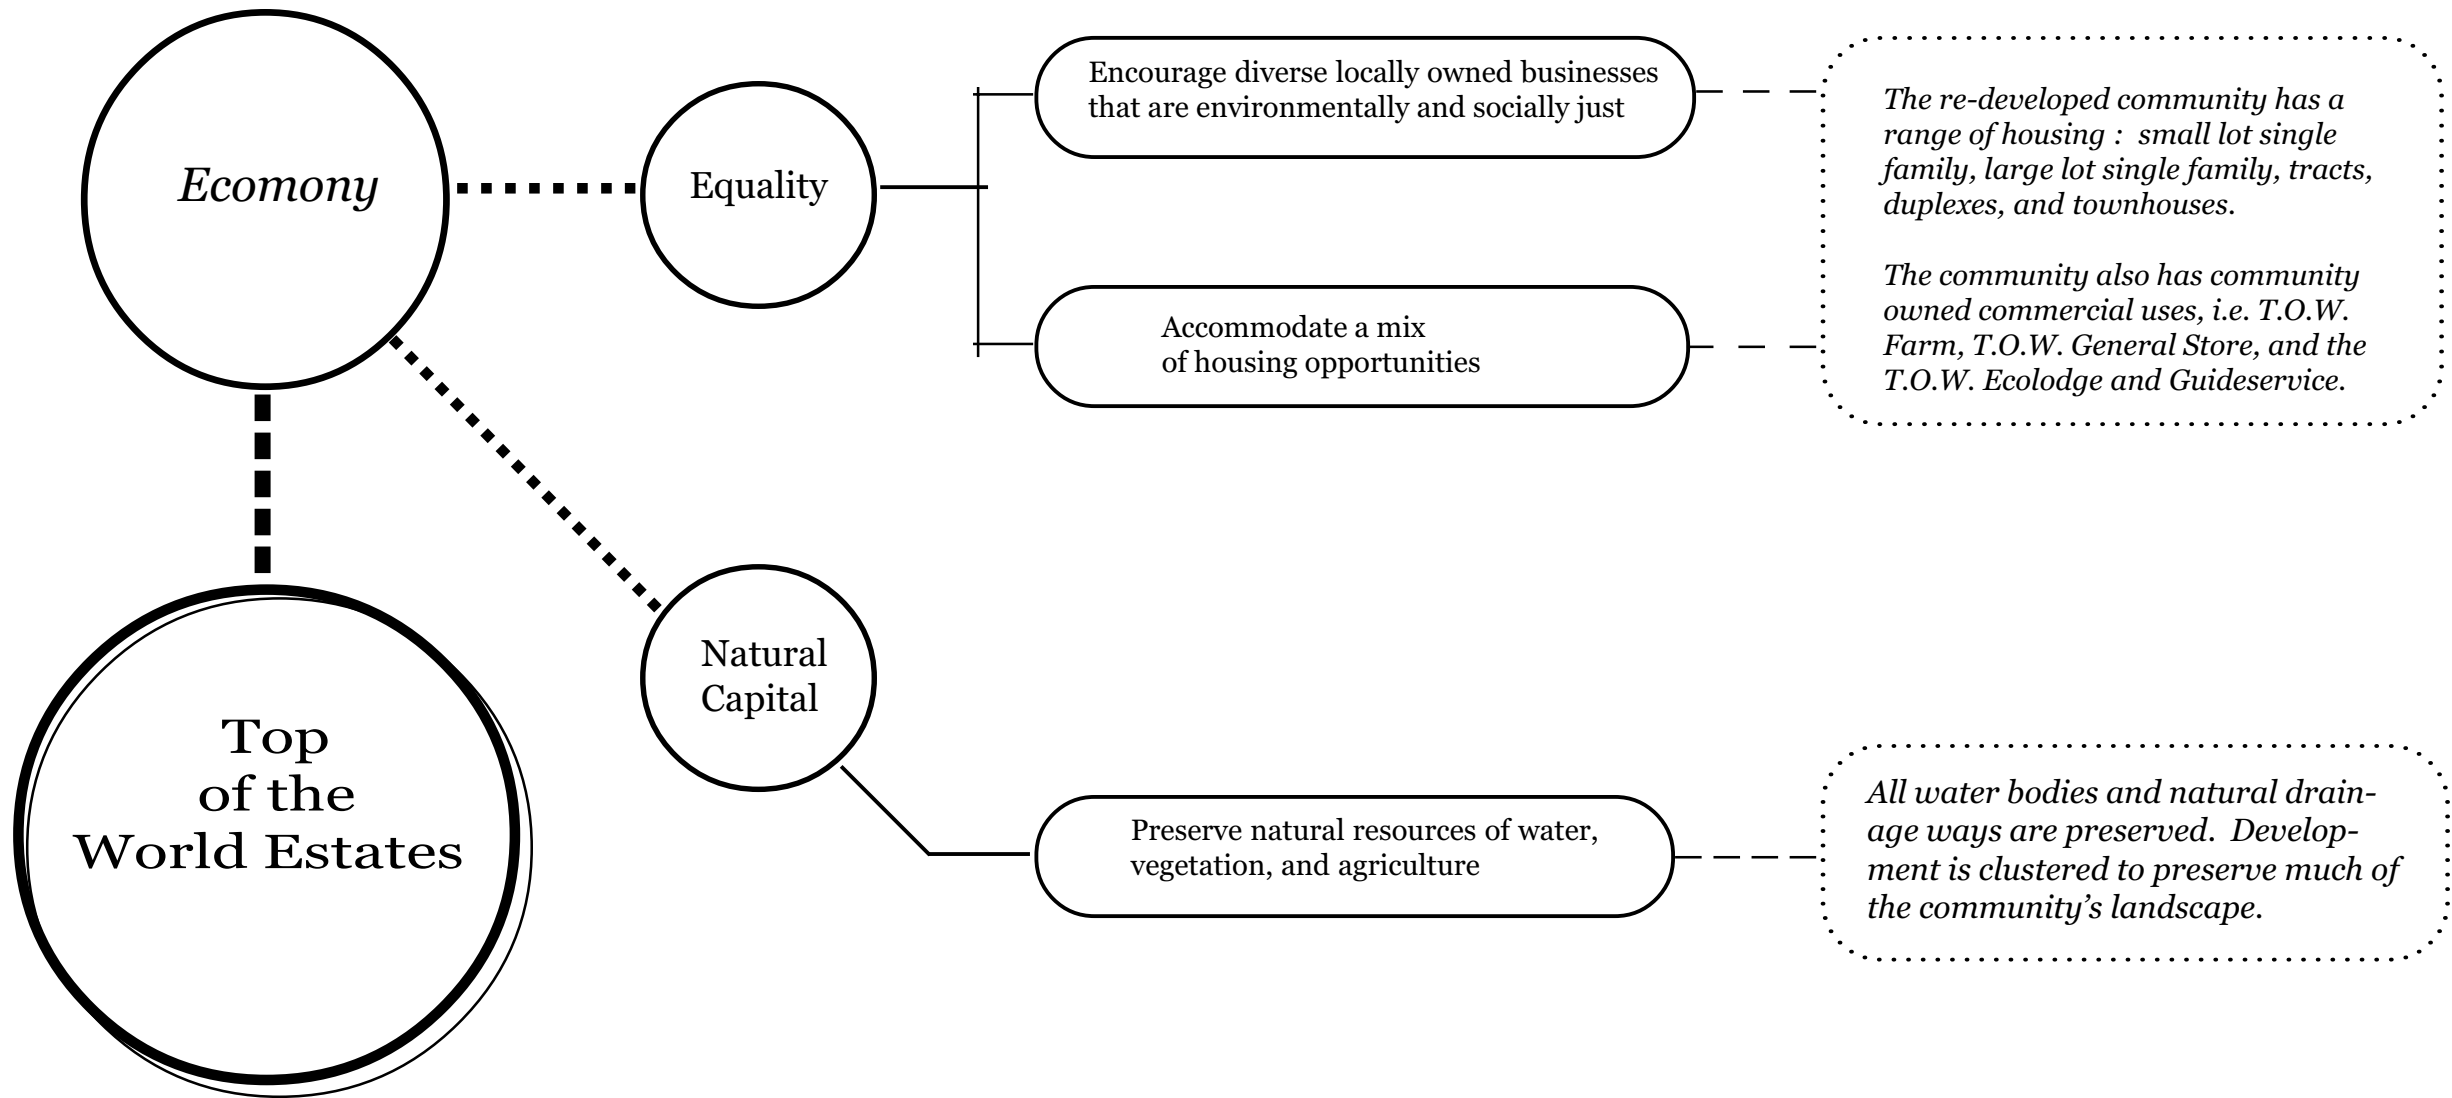 Ecomony
Equality
Encourage diverse locally owned businesses
that are environmentally and socially just
Accommodate a mix
of housing opportunities
The re-developed community has a
range of housing :  small lot single
family, large lot single family, tracts,
duplexes, and townhouses.
The community also has community
owned commercial uses, i.e. T.O.W.
Farm, T.O.W. General Store, and the
T.O.W. Ecolodge and Guideservice.
Top
of the
World Estates
Natural
Capital
Preserve natural resources of water,
vegetation, and agriculture
All water bodies and natural drain-
age ways are preserved.  Develop-
ment is clustered to preserve much of
the community’s landscape.